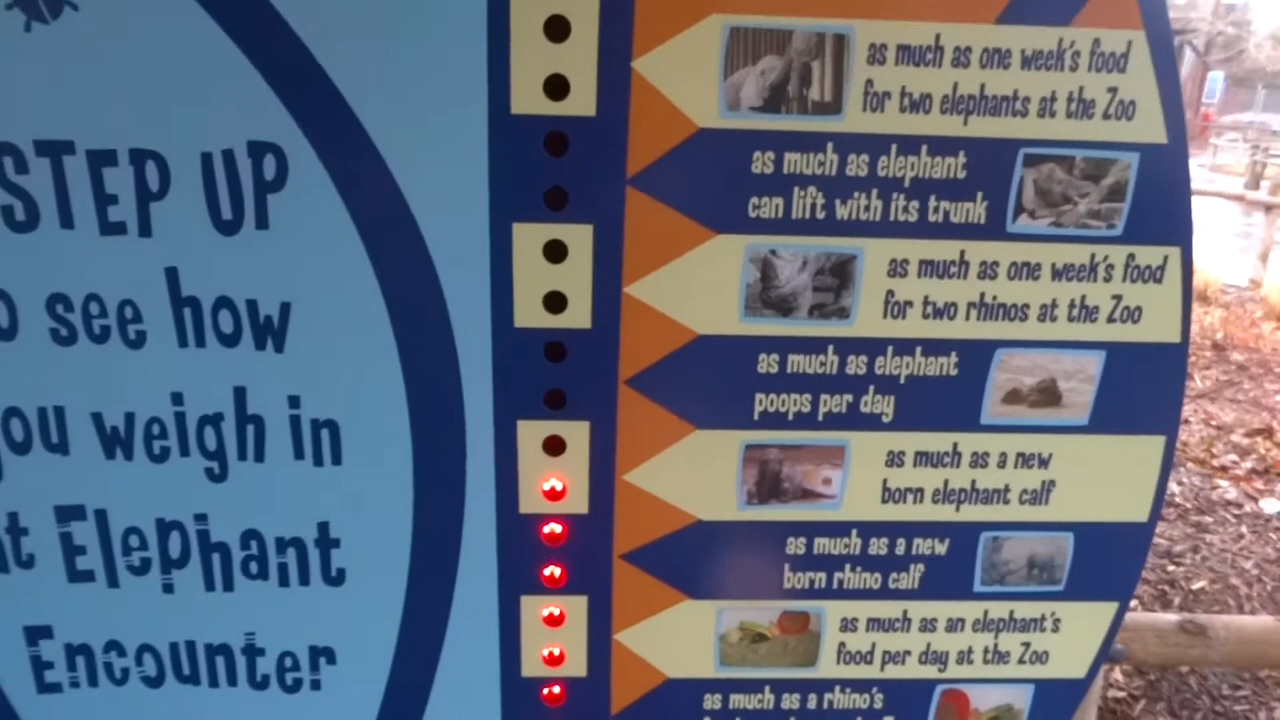 STEP UP
see how
you weigh in
at Elephant
Encounter
as much as one week's food
for two elephants at the Zoo
as much as elephant
can lift with its trunk
as much as one week's food
for two rhinos at the Zoo
as much as elephant
poops per day
as much as a new
born elephant calf
as much as a new
born rhino calf
as much as an elephant's
food per day at the Zoo
as much as a rhino's